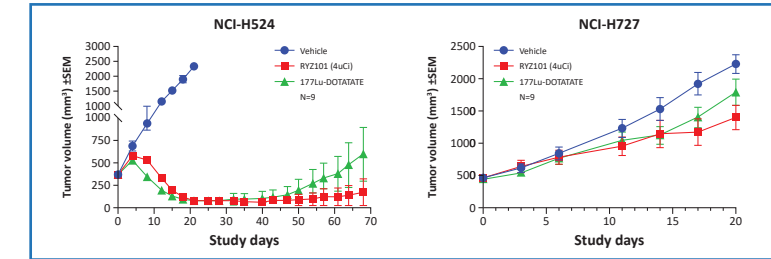 NCI-H524
Tumor volume (mm³) ±SEM
3000
2500
2000
1500
1000
1000
750
500
250
0
Vehicle
RYZ101 (4uCi)
177Lu-DOTATATE
N=9
0 10 20 30 40 50 60 70
Study days
NCI-H727
Tumor volume (mm³) ±SEM
2500
2000
1500
1000
500
0
Vehicle
RYZ101 (4uCi)
177Lu-DOTATATE
N=9
0 5 10 15 20
Study days